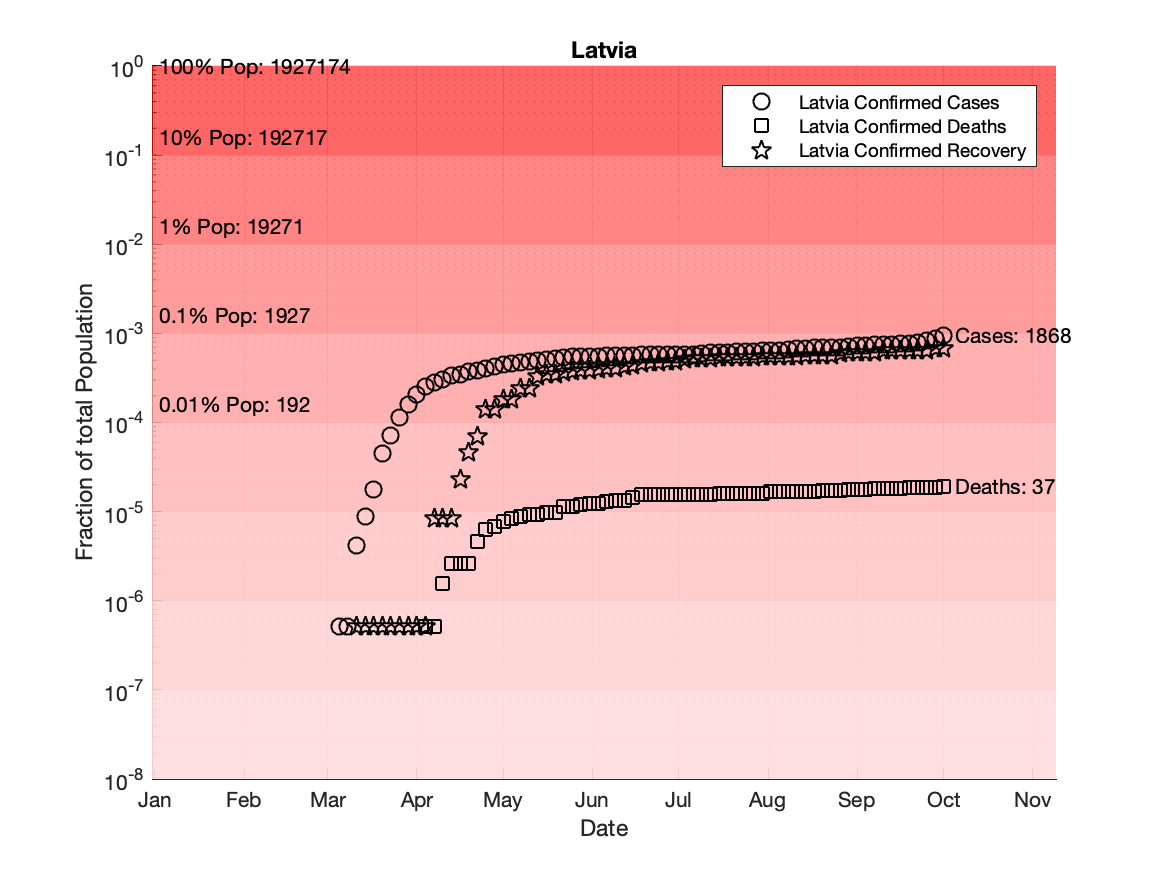 Latvia
10^0
100% Pop: 1927174
Latvia Confirmed Cases
Latvia Confirmed Deaths
Latvia Confirmed Recovery
10% Pop: 192717
10^-1
1% Pop: 19271
10^-2
0.1% Pop: 1927
10^-3
Cases: 1868
0.01% Pop: 192
10^-4
Deaths: 37
10^-5
10^-6
10^-7
10^-8
Fraction of total Population
Jan Feb Mar Apr May Jun Jul Aug Sep Oct Nov
Date